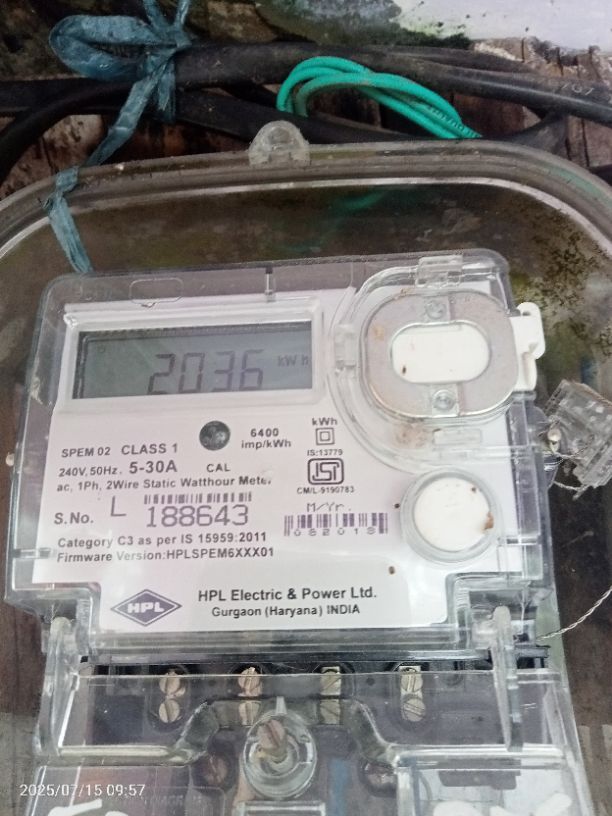 2036 kWh
6400
imp/kWh
kWh
IS:13779
SPEM 02 CLASS 1
240V, 50Hz. 5-30A CAL
ac, 1Ph, 2Wire Static Watthour Meter
CM/L-9190783
S.No. L 188643
M/Yr.
082018
Category C3 as per IS 15959:2011
Firmware Version:HPLSPEM6XXX01
HPL
HPL Electric & Power Ltd.
Gurgaon (Haryana) INDIA
2025/07/15 09:57